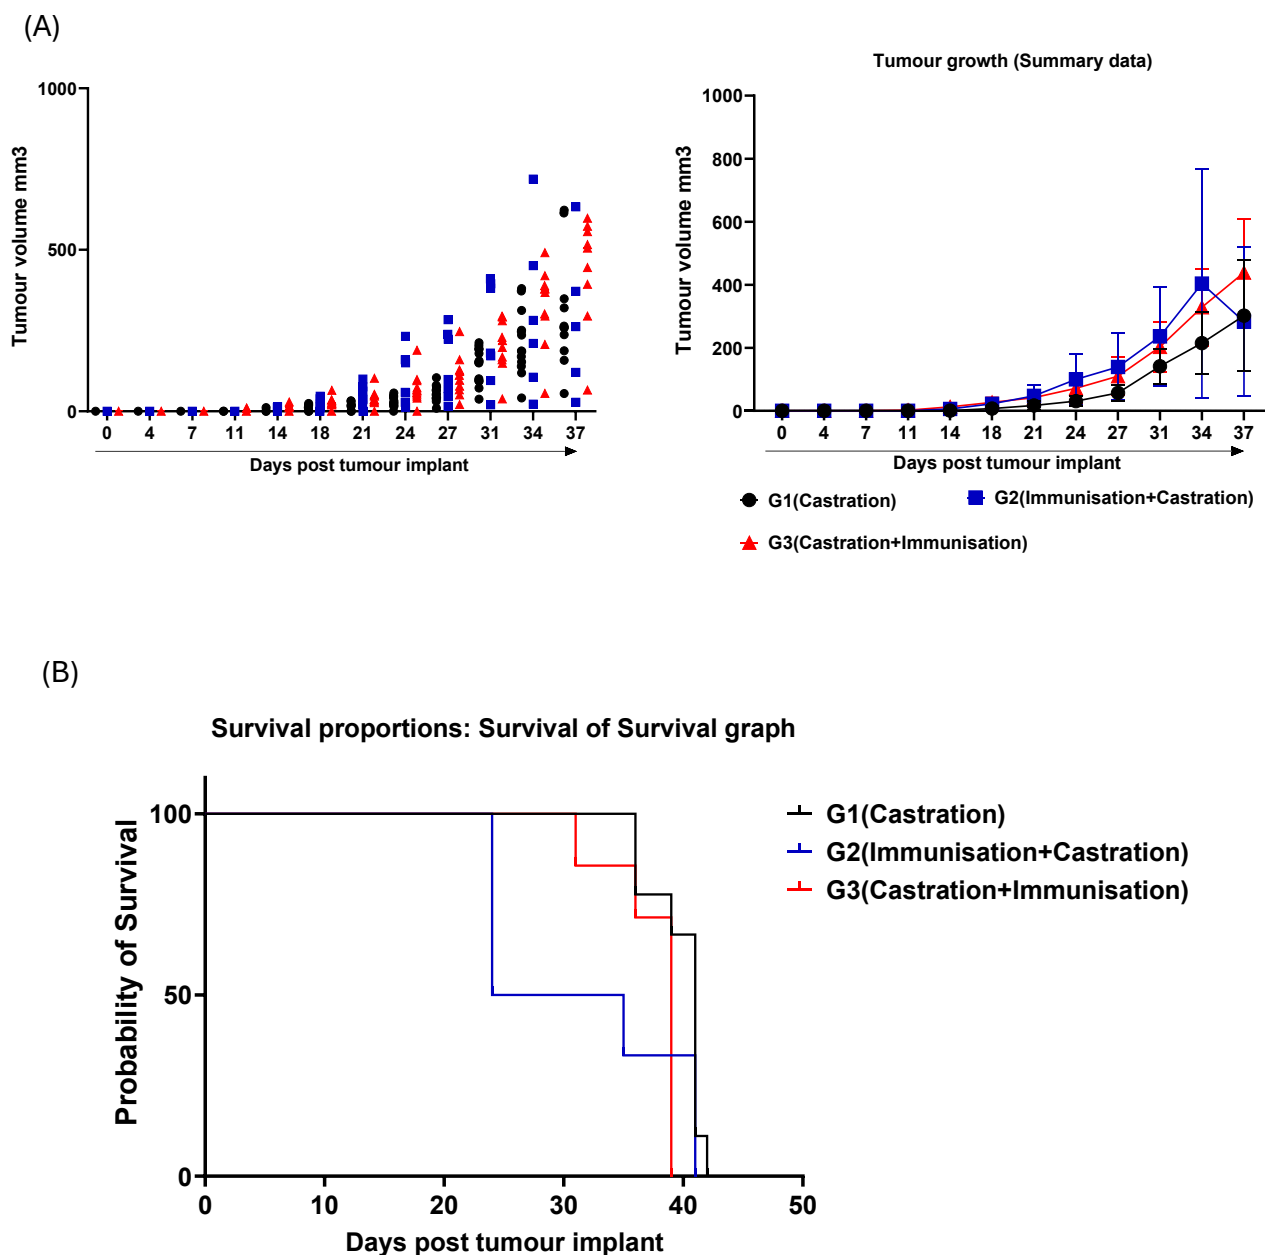 (A)
Tumour volume mm3
1000
500
0
0 4 7 11 14 18 21 24 27 31 34 37
Days post tumour implant
Tumour growth (Summary data)
Tumour volume mm3
1000
800
600
400
200
0
0 4 7 11 14 18 21 24 27 31 34 37
Days post tumour implant
G1(Castration)
G2(Immunisation+Castration)
G3(Castration+Immunisation)
(B)
Survival proportions: Survival of Survival graph
Probability of Survival
100
50
0
0 10 20 30 40 50
Days post tumour implant
G1(Castration)
G2(Immunisation+Castration)
G3(Castration+Immunisation)